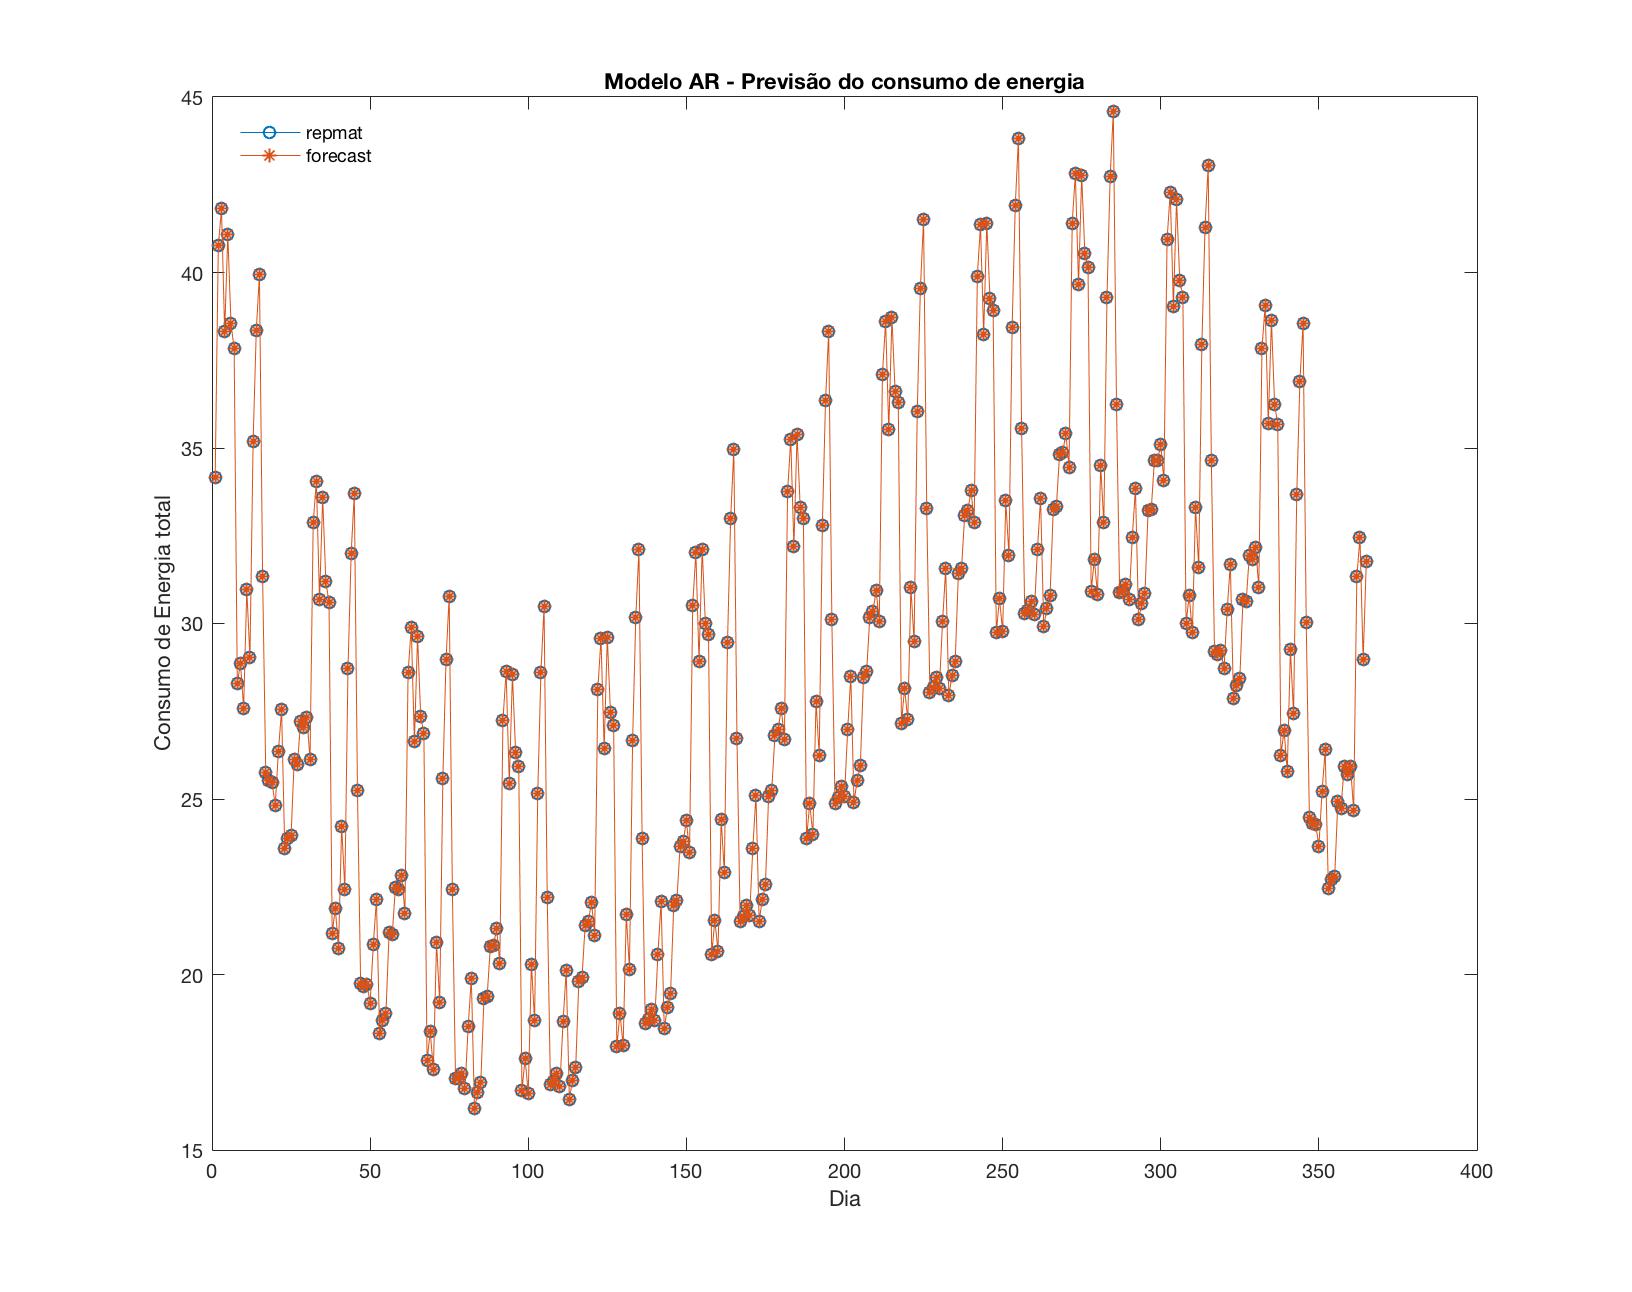 Modelo AR - Previsão do consumo de energia
repmat
forecast
Consumo de Energia total
45
40
35
30
25
20
15
0 50 100 150 200 250 300 350 400
Dia